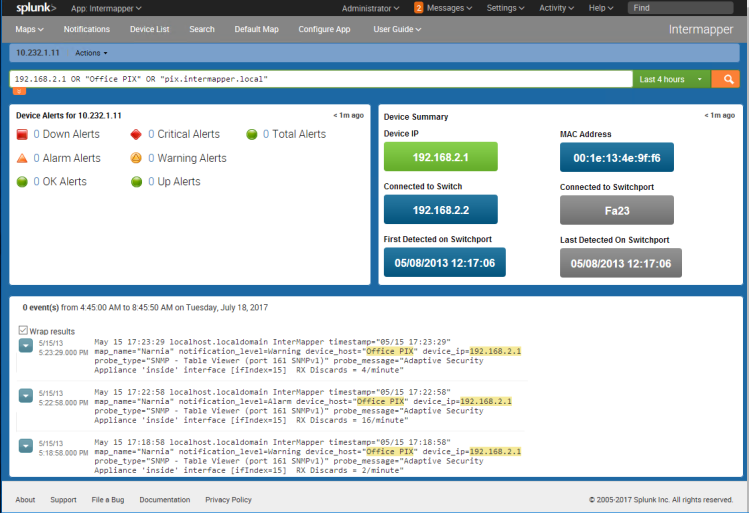 splunk> App: Intermapper Administrator 2 Messages Settings Activity Help Find
Maps Notifications Device List Search Default Map Configure App User Guide Intermapper
10.232.1.11 Actions
192.168.2.1 OR "Office PIX" OR "pix.intermapper.local" Last 4 hours
Device Alerts for 10.232.1.11 < 1m ago
0 Down Alerts 0 Critical Alerts 0 Total Alerts
0 Alarm Alerts 0 Warning Alerts
0 OK Alerts 0 Up Alerts
Device Summary < 1m ago
Device IP MAC Address
192.168.2.1 00:1e:13:4e:9f:f6
Connected to Switch Connected to Switchport
192.168.2.2 Fa23
First Detected on Switchport Last Detected On Switchport
05/08/2013 12:17:06 05/08/2013 12:17:06
0 event(s) from 4:45:00 AM to 8:45:50 AM on Tuesday, July 18, 2017
Wrap results
5/15/13
5:23:29.000 PM
May 15 17:23:29 localhost.localdomain InterMapper timestamp="05/15 17:23:29"
map_name="Narnia" notification_level=Warning device_host="Office PIX" device_ip=192.168.2.1
probe_type="SNMP - Table Viewer (port 161 SNMPv1)" probe_message="Adaptive Security
Appliance 'inside' interface [ifIndex=15] RX Discards = 4/minute"
5/15/13
5:22:58.000 PM
May 15 17:22:58 localhost.localdomain InterMapper timestamp="05/15 17:22:58"
map_name="Narnia" notification_level=Alarm device_host="Office PIX" device_ip=192.168.2.1
probe_type="SNMP - Table Viewer (port 161 SNMPv1)" probe_message="Adaptive Security
Appliance 'inside' interface [ifIndex=15] RX Discards = 16/minute"
5/15/13
5:18:58.000 PM
May 15 17:18:58 localhost.localdomain InterMapper timestamp="05/15 17:18:58"
map_name="Narnia" notification_level=Warning device_host="Office PIX" device_ip=192.168.2.1
probe_type="SNMP - Table Viewer (port 161 SNMPv1)" probe_message="Adaptive Security
Appliance 'inside' interface [ifIndex=15] RX Discards = 2/minute"
About Support File a Bug Documentation Privacy Policy © 2005-2017 Splunk Inc. All rights reserved.